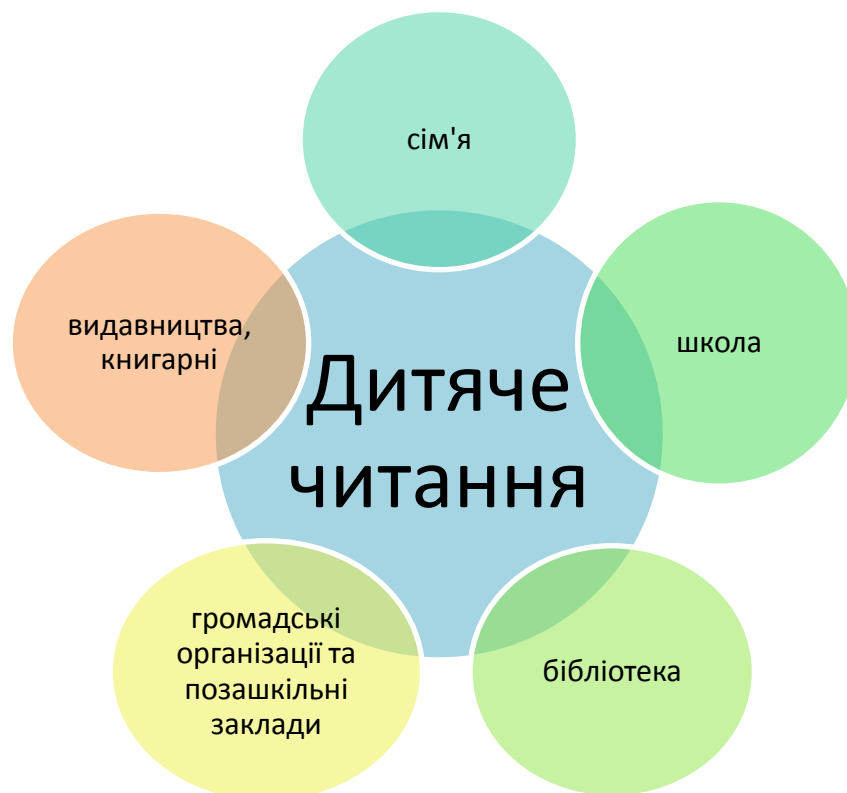 сім'я
видавництва,
книгарні
школа
Дитяче
читання
громадські
організації та
позашкільні
заклади
бібліотека